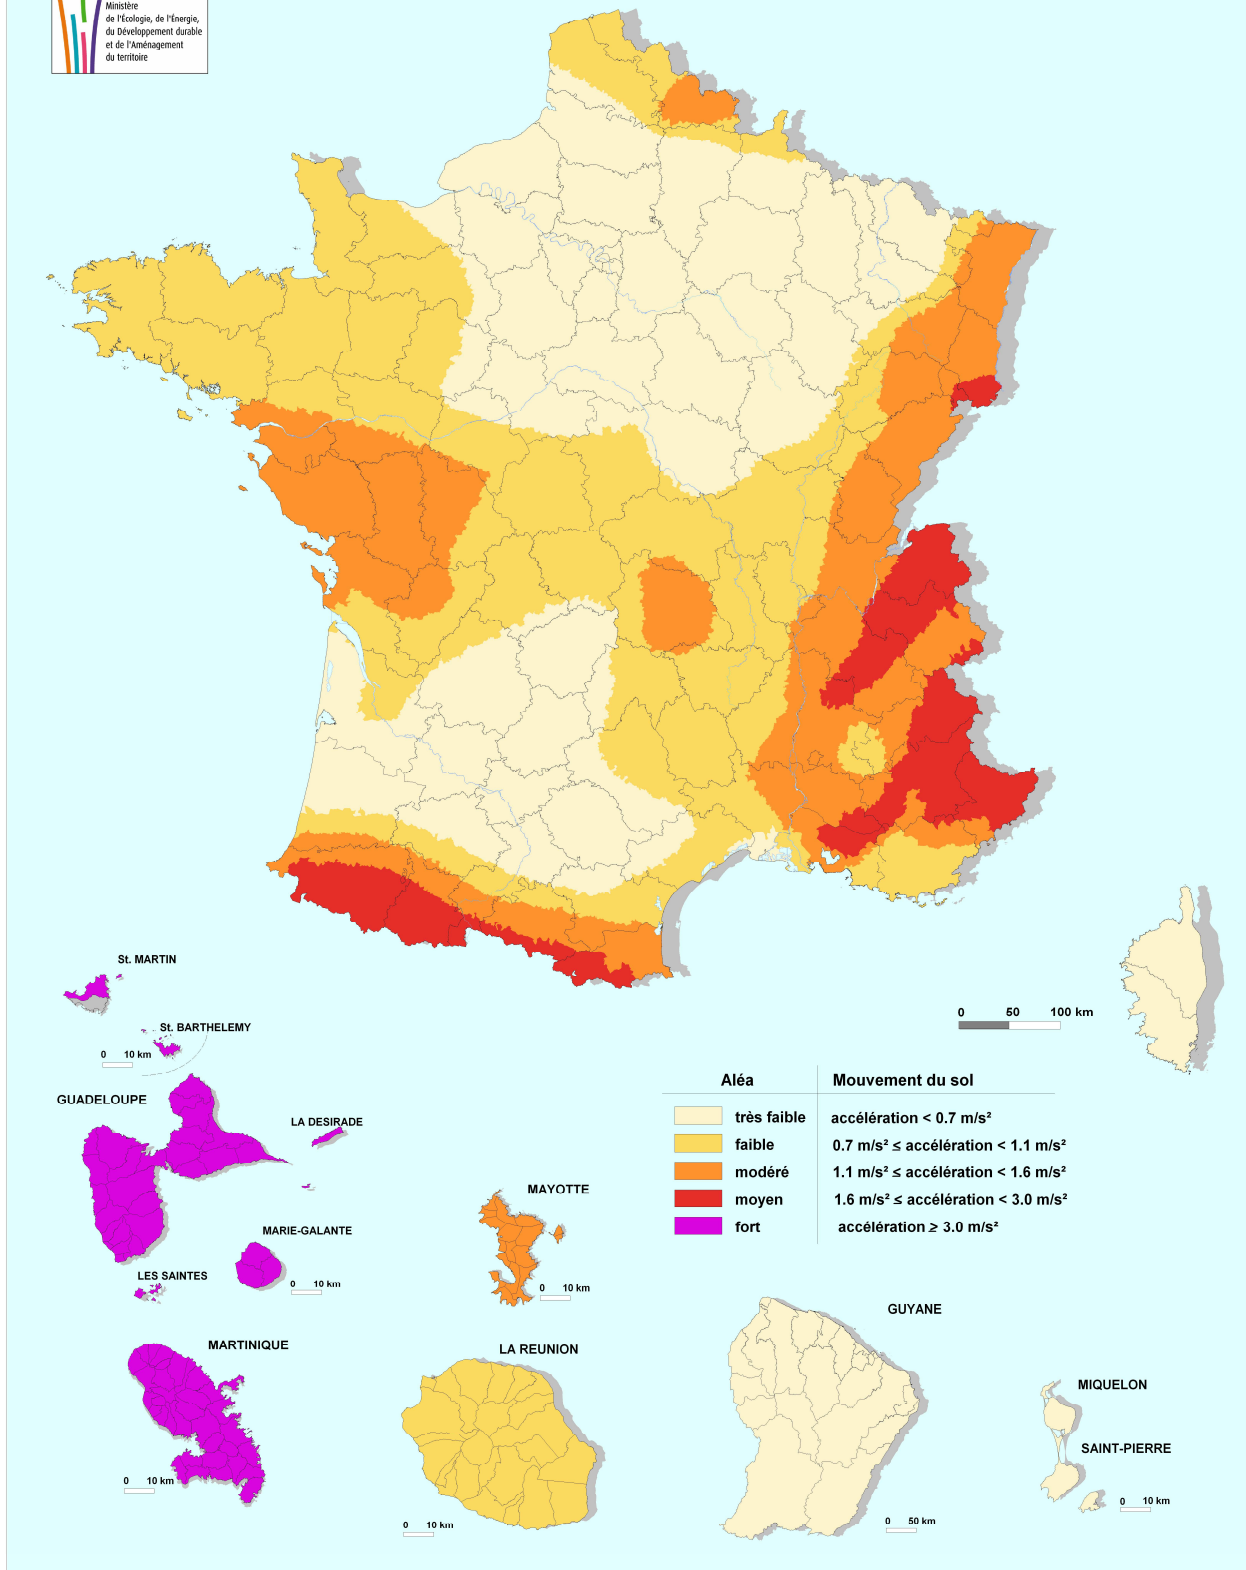 Ministère
de l'Écologie, de l'Énergie,
du Développement durable
et de l'Aménagement
du territoire
St. MARTIN
St. BARTHELEMY
0 10 km
GUADELOUPE
LA DESIRADE
MARIE-GALANTE
0 10 km
LES SAINTES
MARTINIQUE
0 10 km
0 50 100 km
Aléa Mouvement du sol
très faible accélération < 0.7 m/s²
faible 0.7 m/s² ≤ accélération < 1.1 m/s²
modéré 1.1 m/s² ≤ accélération < 1.6 m/s²
moyen 1.6 m/s² ≤ accélération < 3.0 m/s²
fort accélération ≥ 3.0 m/s²
MAYOTTE
0 10 km
LA REUNION
0 10 km
GUYANE
0 50 km
MIQUELON
SAINT-PIERRE
0 10 km